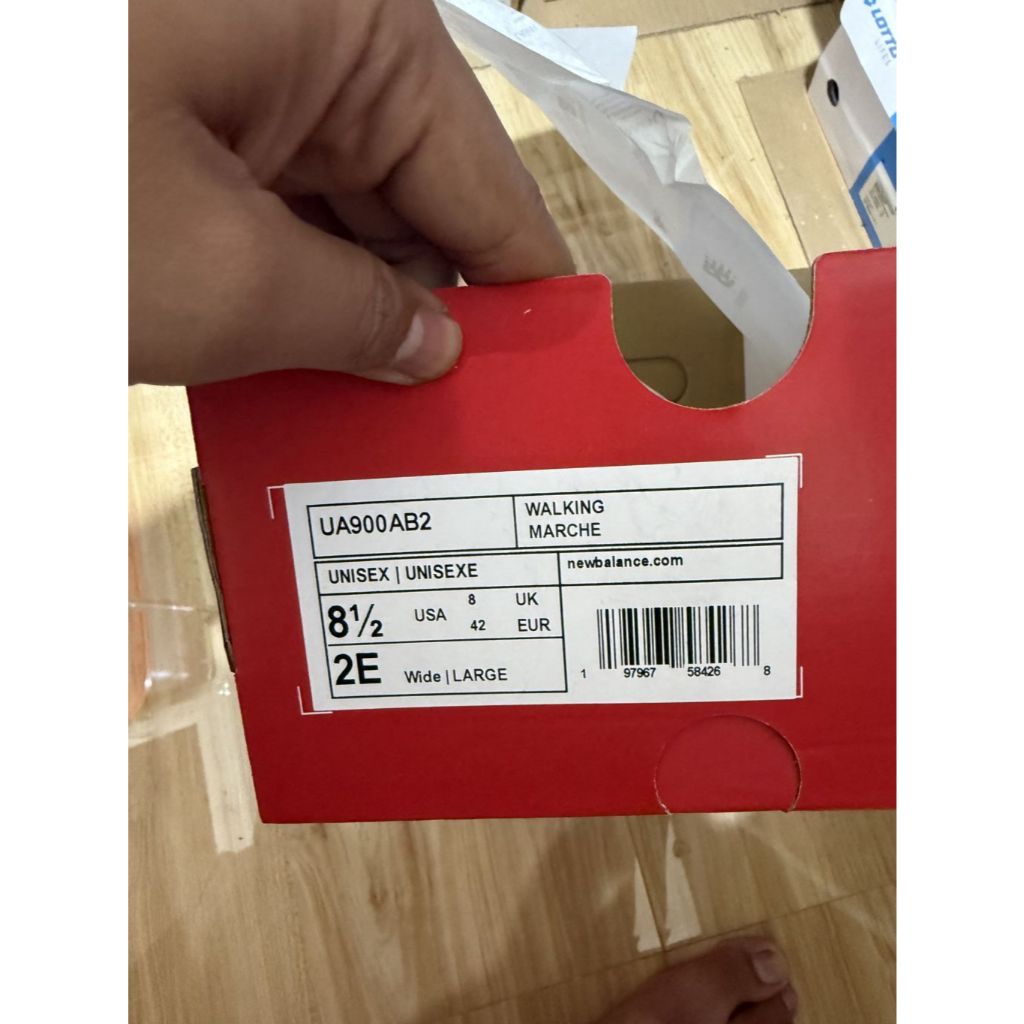 LOTTO
UA900AB2
WALKING
MARCHE
UNISEX | UNISEXE
newbalance.com
8½ USA 8 UK
42 EUR
2E Wide | LARGE
1 97967 58426 8